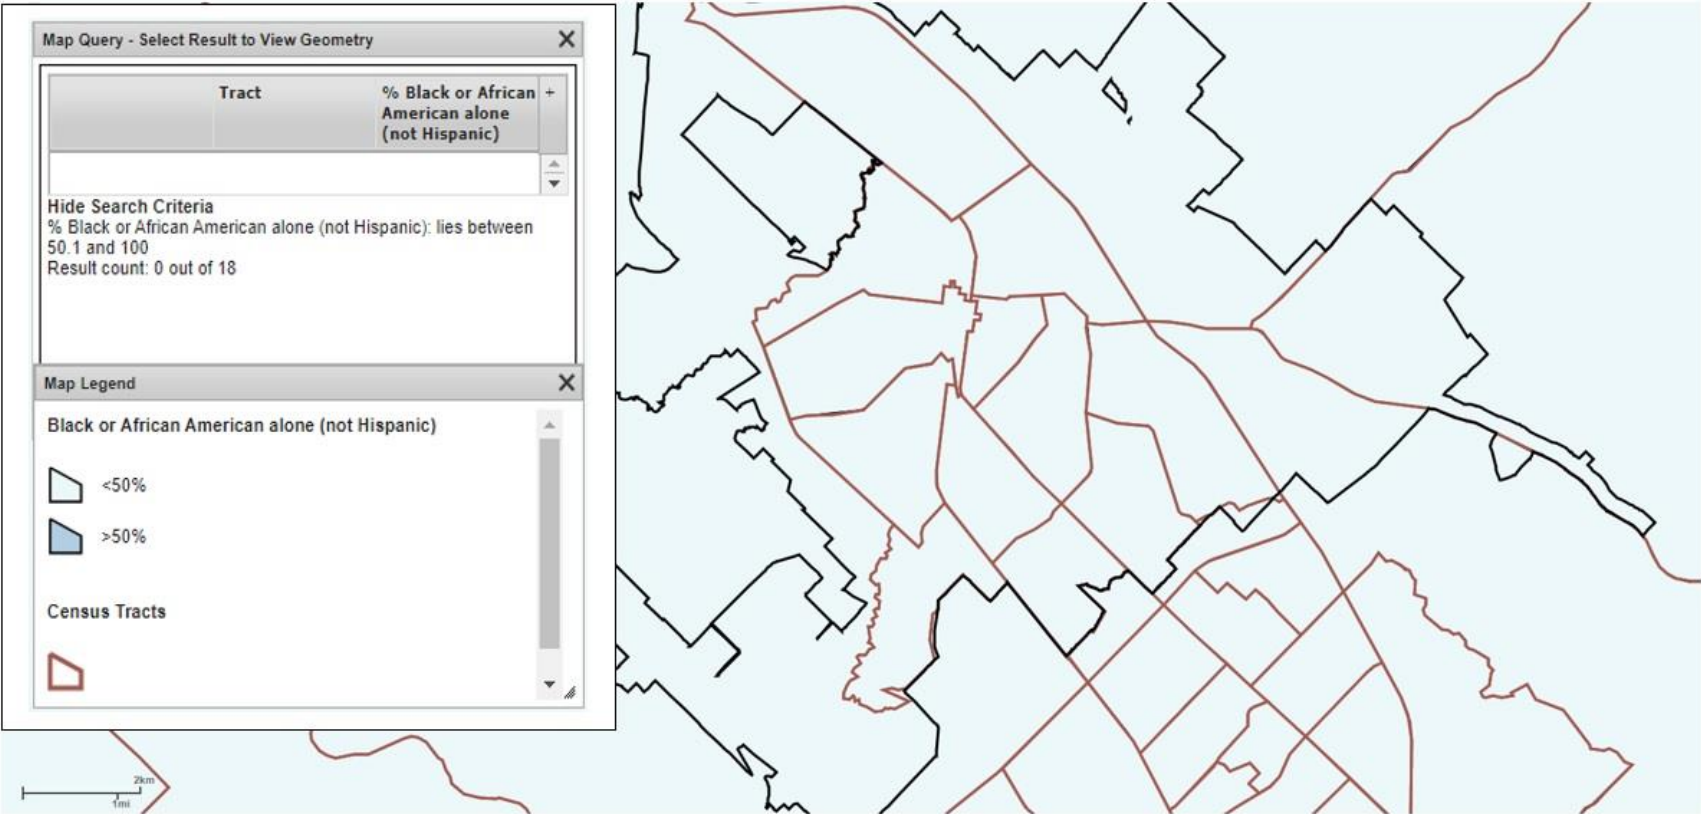 Map Query - Select Result to View Geometry
Tract
% Black or African
American alone
(not Hispanic)
+
Hide Search Criteria
% Black or African American alone (not Hispanic): lies between
50.1 and 100
Result count: 0 out of 18
Map Legend
Black or African American alone (not Hispanic)
<50%
>50%
Census Tracts
2km
1mi